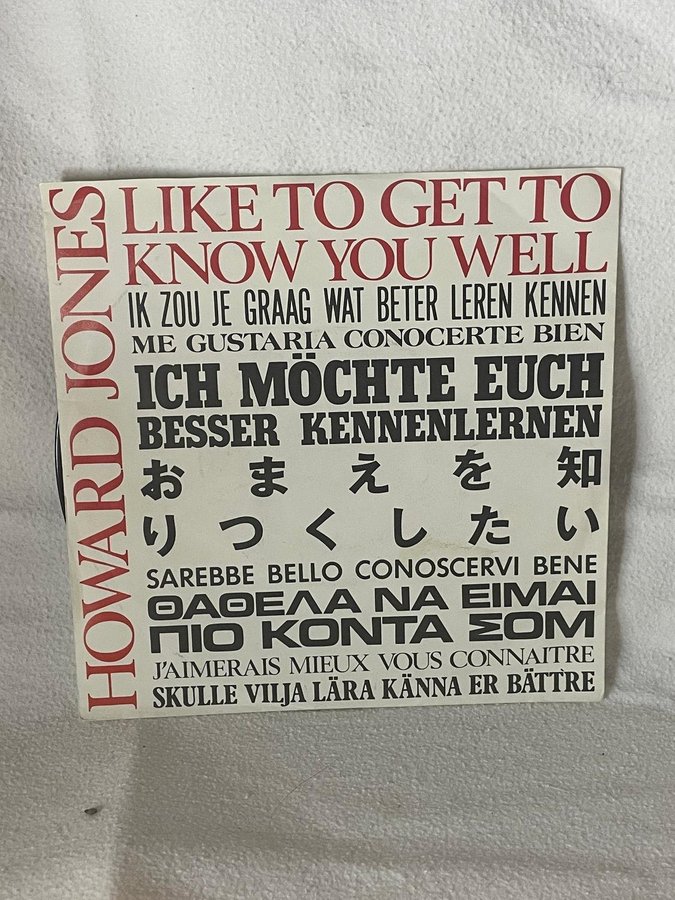 HOWARD JONES
LIKE TO GET TO
KNOW YOU WELL
IK ZOU JE GRAAG WAT BETER LEREN KENNEN
ME GUSTARIA CONOCERTE BIEN
ICH MÖCHTE EUCH
BESSER KENNENLERNEN
おまえを知
りつくしたい
SAREBBE BELLO CONOSCERVI BENE
ΘΑΘΕΛΑ ΝΑ ΕΙΜΑΙ
ΠΙΟ ΚΟΝΤΑ ΣΟΜ
J'AIMERAIS MIEUX VOUS CONNAITRE
SKULLE VILJA LÄRA KÄNNA ER BÄTTRE